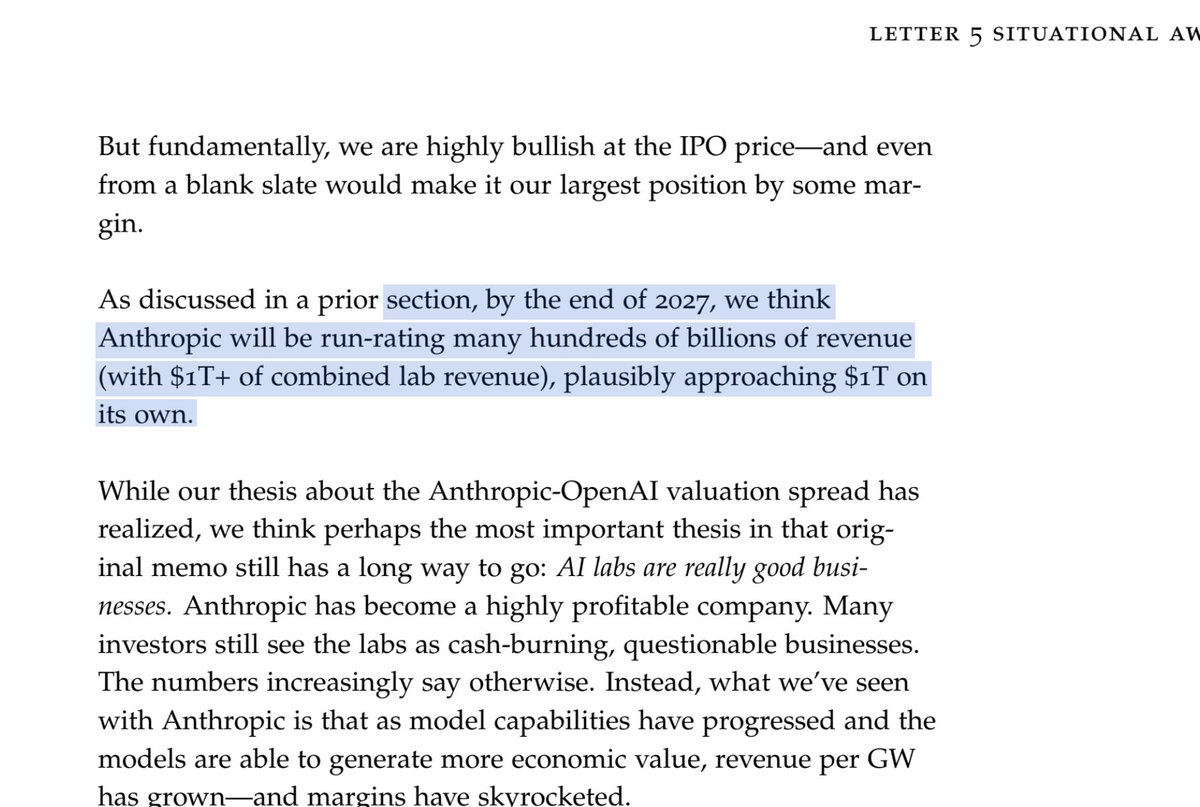 LETTER 5 SITUATIONAL AW
But fundamentally, we are highly bullish at the IPO price—and even
from a blank slate would make it our largest position by some mar-
gin.
As discussed in a prior section, by the end of 2027, we think
Anthropic will be run-rating many hundreds of billions of revenue
(with $1T+ of combined lab revenue), plausibly approaching $1T on
its own.
While our thesis about the Anthropic-OpenAI valuation spread has
realized, we think perhaps the most important thesis in that orig-
inal memo still has a long way to go: AI labs are really good busi-
nesses. Anthropic has become a highly profitable company. Many
investors still see the labs as cash-burning, questionable businesses.
The numbers increasingly say otherwise. Instead, what we’ve seen
with Anthropic is that as model capabilities have progressed and the
models are able to generate more economic value, revenue per GW
has grown—and margins have skyrocketed.